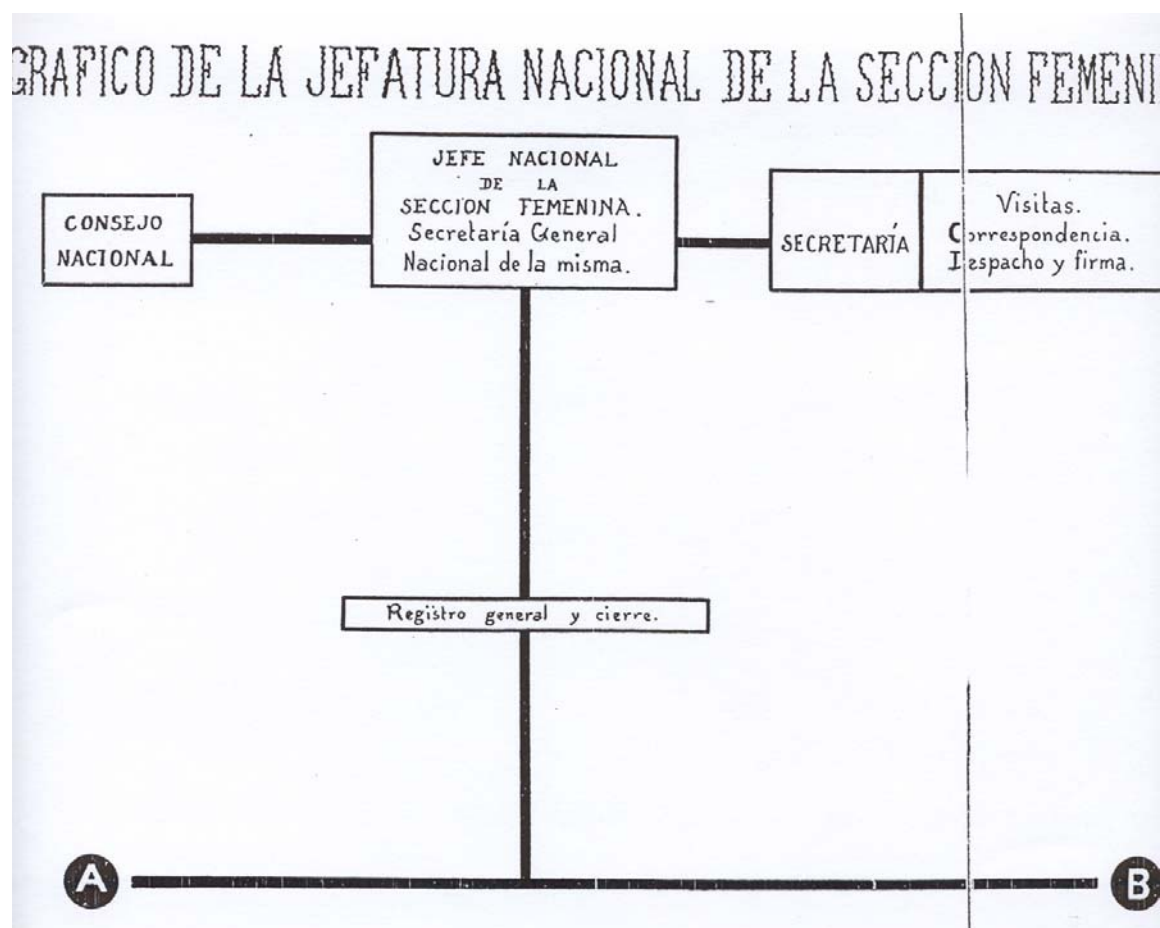 GRAFICO DE LA JEFATURA NACIONAL DE LA SECCION FEMENI
CONSEJO
NACIONAL
JEFE NACIONAL
DE LA
SECCION FEMENINA.
Secretaría General
Nacional de la misma.
SECRETARÍA
Visitas.
Correspondencia.
Despacho y firma.
Registro general y cierre.
A
B